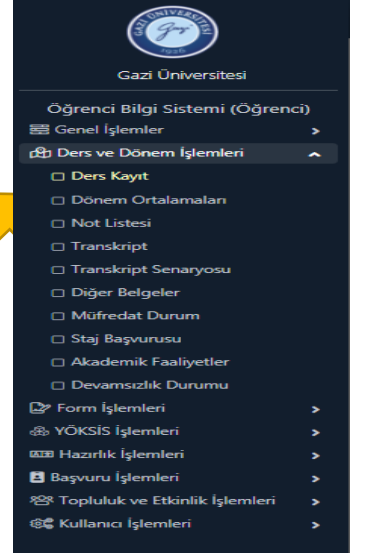 GAZİ ÜNİVERSİTESİ
Gazi
1926
Gazi Üniversitesi
Öğrenci Bilgi Sistemi (Öğrenci)
Genel İşlemler
Ders ve Dönem İşlemleri
Ders Kayıt
Dönem Ortalamaları
Not Listesi
Transkript
Transkript Senaryosu
Diğer Belgeler
Müfredat Durum
Staj Başvurusu
Akademik Faaliyetler
Devamsızlık Durumu
Form İşlemleri
YÖKSİS İşlemleri
Hazırlık İşlemleri
Başvuru İşlemleri
Topluluk ve Etkinlik İşlemleri
Kullanıcı İşlemleri